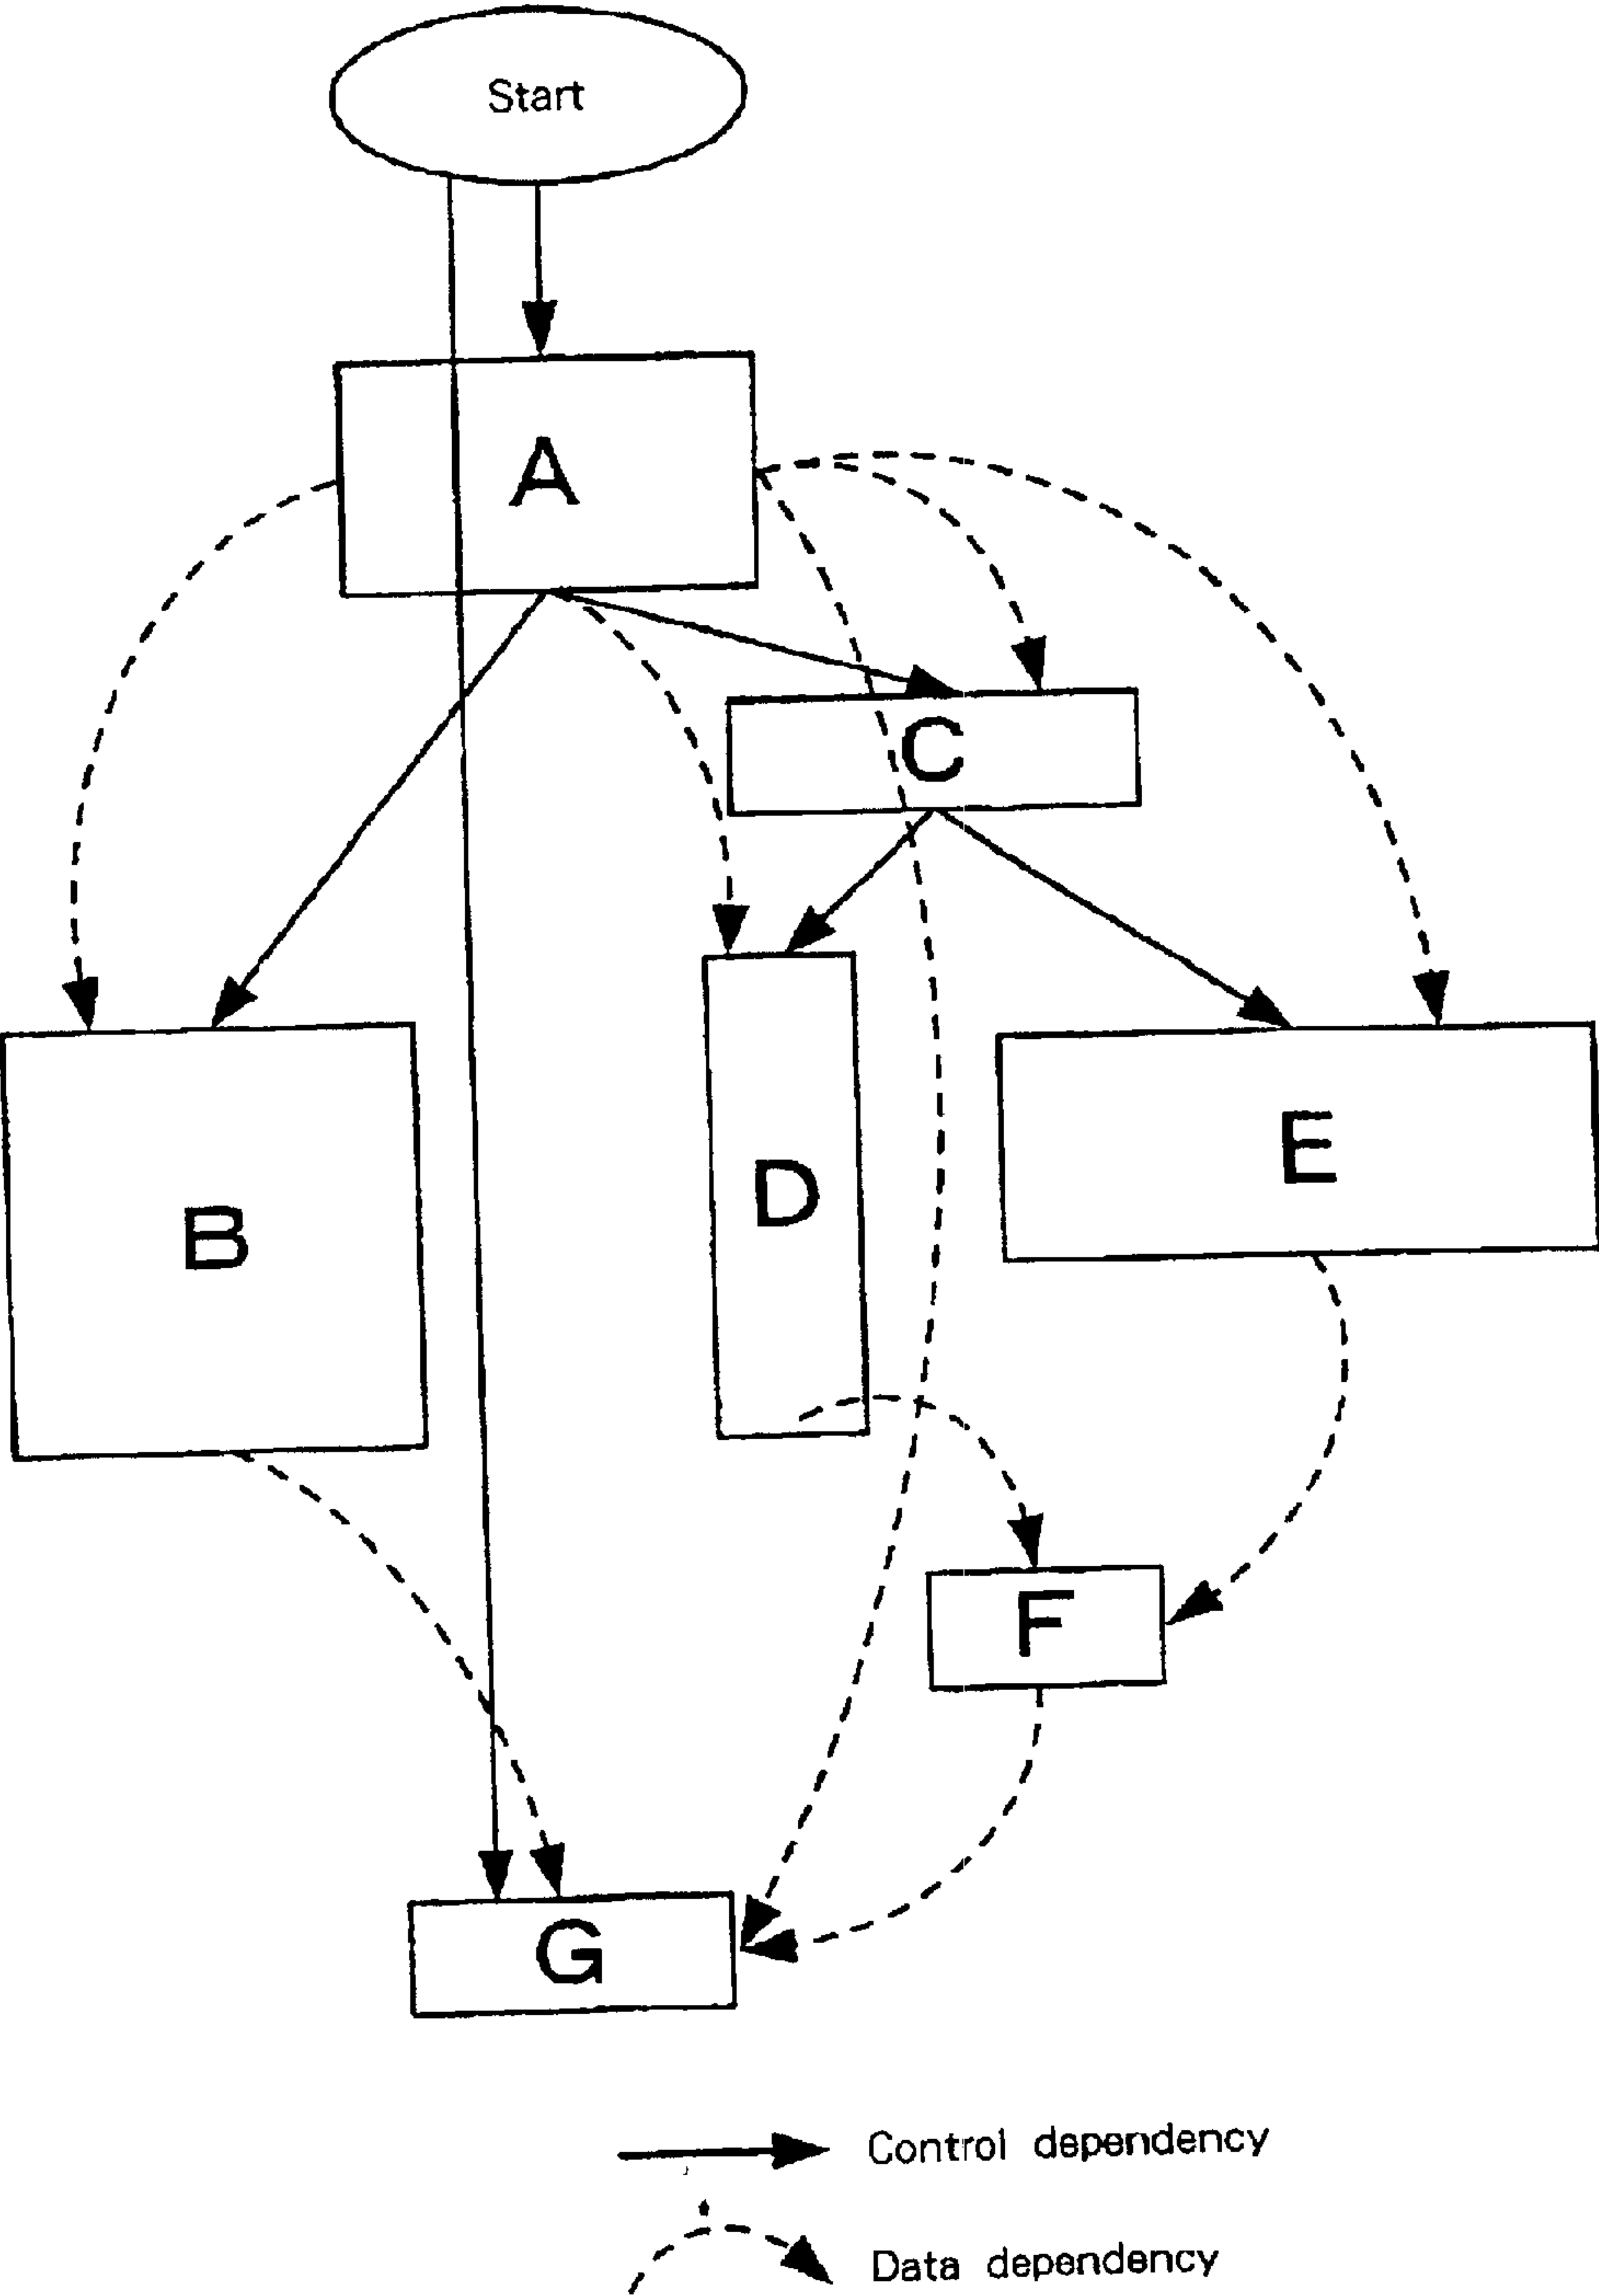 Start
A
C
B
D
E
F
G
Control dependency
Data dependency